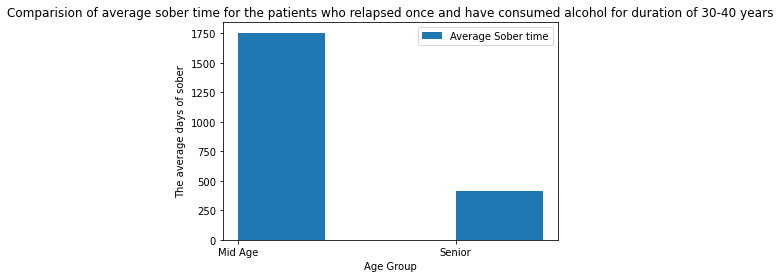 Comparision of average sober time for the patients who relapsed once and have consumed alcohol for duration of 30-40 years
Average Sober time
The average days of sober
1750
1500
1250
1000
750
500
250
0
Mid Age
Senior
Age Group